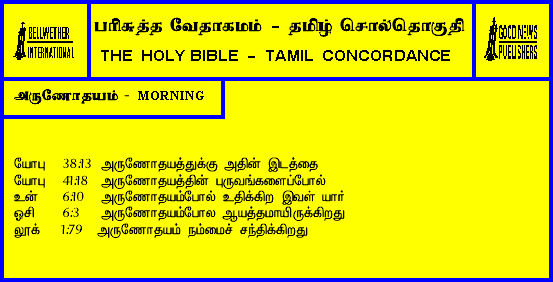 BELLWETHER INTERNATIONAL
பரிசுத்த வேதாகமம் - தமிழ் சொல்தொகுதி
THE HOLY BIBLE - TAMIL CONCORDANCE
GOOD NEWS PUBLISHERS
அருணோதயம் - MORNING
யோபு 38:13 அருணோதயத்துக்கு அதின் இடத்தை
யோபு 41:18 அருணோதயத்தின் புருவங்களைப்போல்
உன் 6:10 அருணோதயம்போல் உதிக்கிற இவள் யார்
ஓசி 6:3 அருணோதயம்போல ஆயத்தமாயிருக்கிறது
லூக் 1:79 அருணோதயம் நம்மைச் சந்திக்கிறது